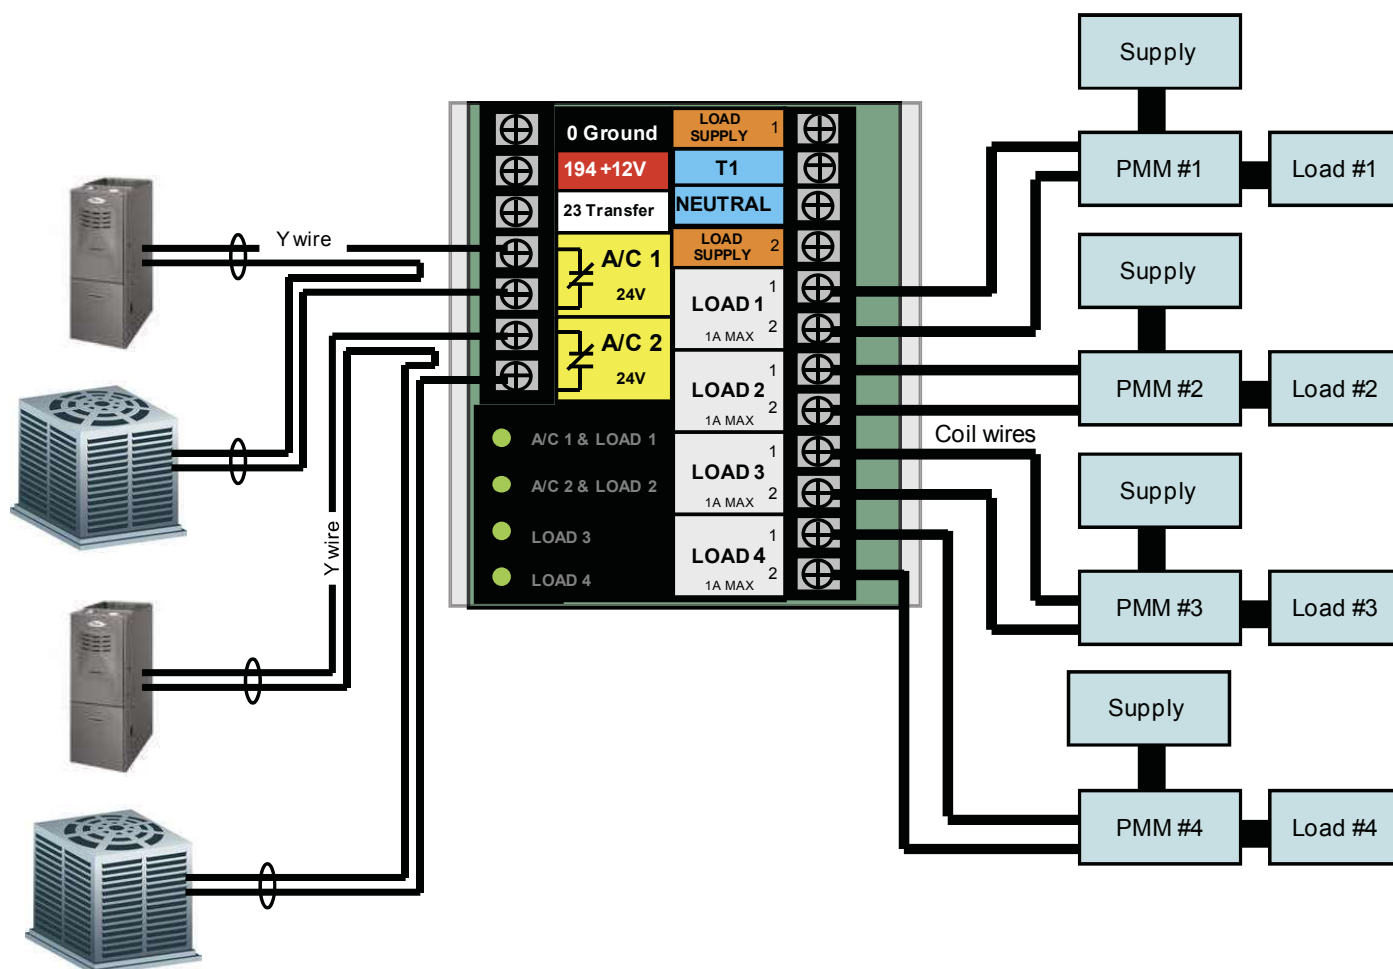 Supply
0 Ground
LOAD
SUPPLY 1
194 +12V
T1
PMM #1
Load #1
23 Transfer
NEUTRAL
Y wire
A/C 1
24V
LOAD
SUPPLY 2
Supply
LOAD 1
1
2
1A MAX
A/C 2
24V
LOAD 2
1
2
1A MAX
PMM #2
Load #2
Coil wires
A/C 1 & LOAD 1
A/C 2 & LOAD 2
LOAD 3
LOAD 4
LOAD 3
1
2
1A MAX
Supply
Y wire
LOAD 4
1
2
1A MAX
PMM #3
Load #3
Supply
PMM #4
Load #4